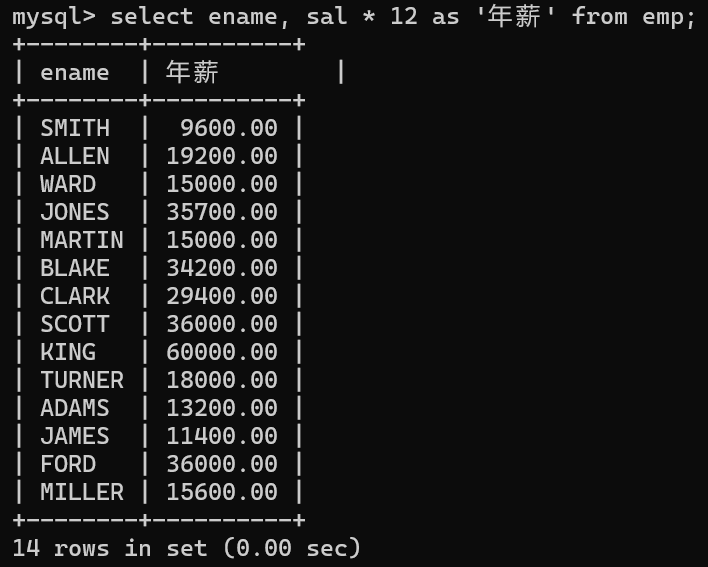 mysql> select ename, sal * 12 as '年薪' from emp;
+--------+----------+
| ename  | 年薪         |
+--------+----------+
| SMITH  |  9600.00 |
| ALLEN  | 19200.00 |
| WARD   | 15000.00 |
| JONES  | 35700.00 |
| MARTIN | 15000.00 |
| BLAKE  | 34200.00 |
| CLARK  | 29400.00 |
| SCOTT  | 36000.00 |
| KING   | 60000.00 |
| TURNER | 18000.00 |
| ADAMS  | 13200.00 |
| JAMES  | 11400.00 |
| FORD   | 36000.00 |
| MILLER | 15600.00 |
+--------+----------+
14 rows in set (0.00 sec)